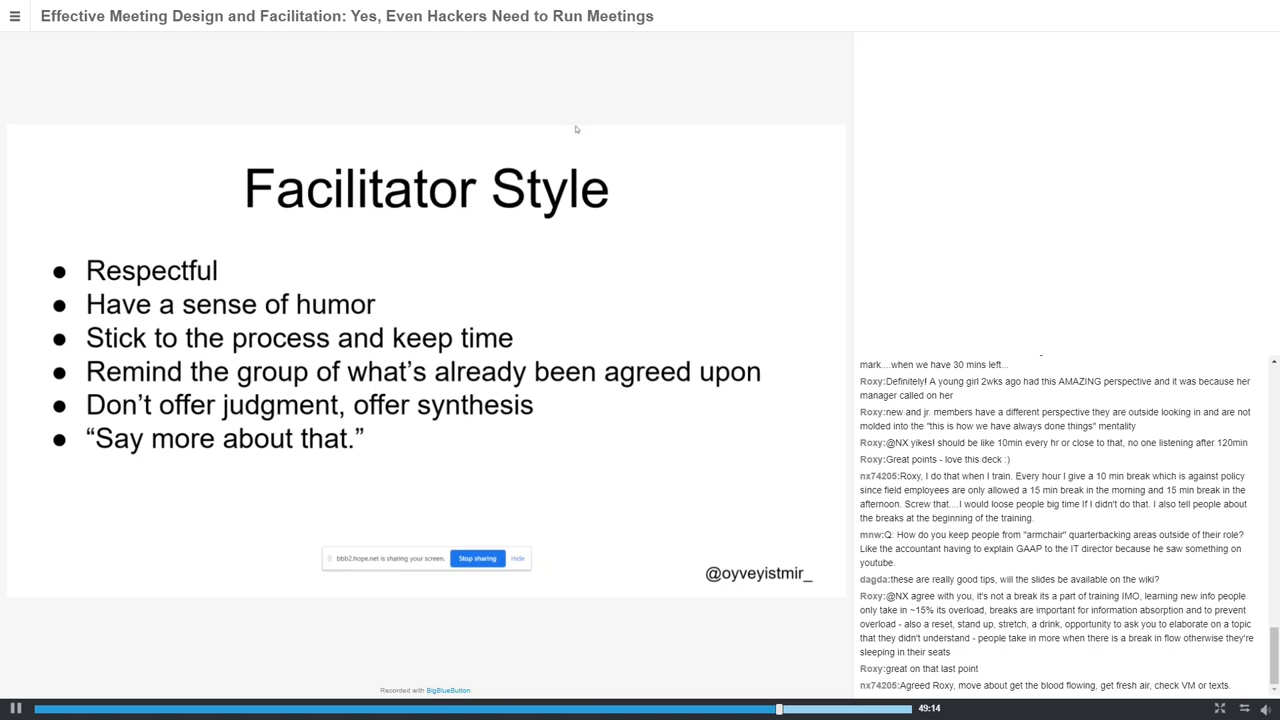 Effective Meeting Design and Facilitation: Yes, Even Hackers Need to Run Meetings
Facilitator Style
● Respectful
● Have a sense of humor
● Stick to the process and keep time
● Remind the group of what's already been agreed upon
● Don't offer judgment, offer synthesis
● “Say more about that.”
bbb2.hope.net is sharing your screen. Stop sharing Hide
@oyveyistmir_
Recorded with BigBlueButton.
mark....when we have 30 mins left...
Roxy:Definitely! A young girl 2wks ago had this AMAZING perspective and it was because her
manager called on her
Roxy:new and jr. members have a different perspective they are outside looking in and are not
molded into the "this is how we have always done things" mentality
Roxy:@NX yikes! should be like 10min every hr or close to that, no one listening after 120min
Roxy:Great points - love this deck :)
nx74205:Roxy, I do that when I train. Every hour I give a 10 min break which is against policy
since field employees are only allowed a 15 min break in the morning and 15 min break in the
afternoon. Screw that....I would loose people big time If I didn't do that. I also tell people about
the breaks at the beginning of the training.
mnw:Q: How do you keep people from "armchair" quarterbacking areas outside of their role?
Like the accountant having to explain GAAP to the IT director because he saw something on
youtube.
dagda:these are really good tips, will the slides be available on the wiki?
Roxy:@NX agree with you, it's not a break its a part of training IMO, learning new info people
only take in ~15% its overload, breaks are important for information absorption and to prevent
overload - also a reset, stand up, stretch, a drink, opportunity to ask you to elaborate on a topic
that they didn't understand - people take in more when there is a break in flow otherwise they're
sleeping in their seats
Roxy:great on that last point
nx74205:Agreed Roxy, move about get the blood flowing, get fresh air, check VM or texts.
49:14